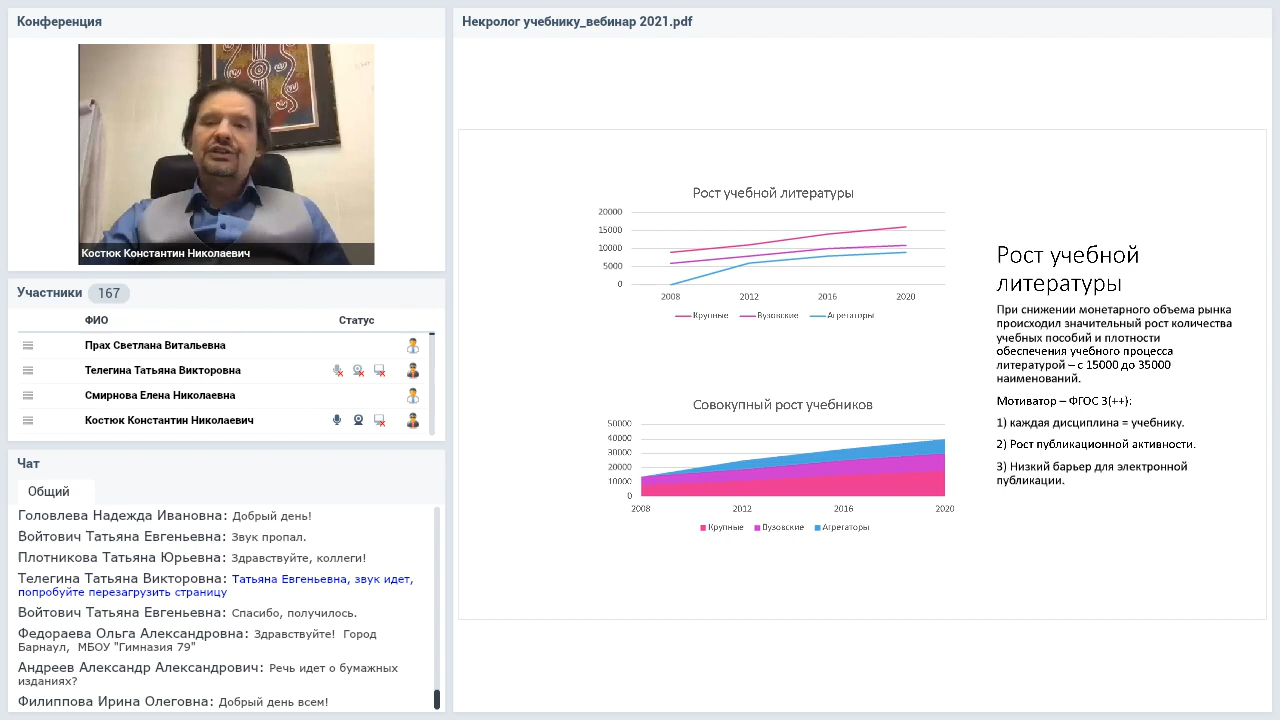 Конференция
Костюк Константин Николаевич
Участники 167
ФИО Статус
Прах Светлана Витальевна
Телегина Татьяна Викторовна
Смирнова Елена Николаевна
Костюк Константин Николаевич
Чат
Общий
Головлева Надежда Ивановна: Добрый день!
Войтович Татьяна Евгеньевна: Звук пропал.
Плотникова Татьяна Юрьевна: Здравствуйте, коллеги!
Телегина Татьяна Викторовна: Татьяна Евгеньевна, звук идет,
попробуйте перезагрузить страницу
Войтович Татьяна Евгеньевна: Спасибо, получилось.
Федораева Ольга Александровна: Здравствуйте! Город
Барнаул, МБОУ "Гимназия 79"
Андреев Александр Александрович: Речь идет о бумажных
изданиях?
Филиппова Ирина Олеговна: Добрый день всем!
Некролог учебнику_вебинар 2021.pdf
Рост учебной литературы
20000
15000
10000
5000
0
2008 2012 2016 2020
Крупные Вузовские Агрегаторы
Совокупный рост учебников
50000
40000
30000
20000
10000
0
2008 2012 2016 2020
Крупные Вузовские Агрегаторы
Рост учебной
литературы
При снижении монетарного объема рынка
происходил значительный рост количества
учебных пособий и плотности
обеспечения учебного процесса
литературой – с 15000 до 35000
наименований.
Мотиватор – ФГОС 3(++):
1) каждая дисциплина = учебнику.
2) Рост публикационной активности.
3) Низкий барьер для электронной
публикации.